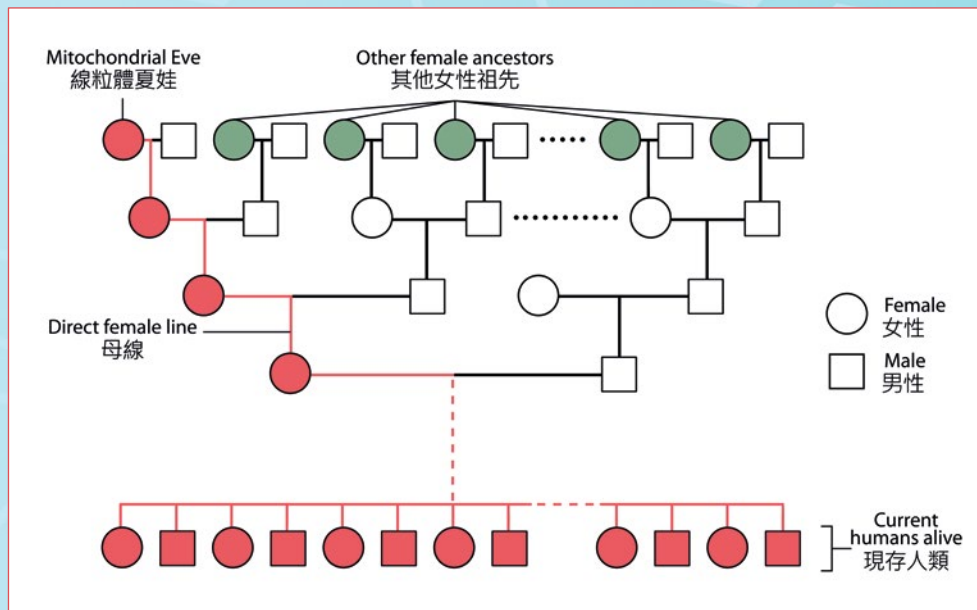 Mitochondrial Eve
線粒體夏娃
Other female ancestors
其他女性祖先
Direct female line
母線
Female
女性
Male
男性
Current
humans alive
現存人類